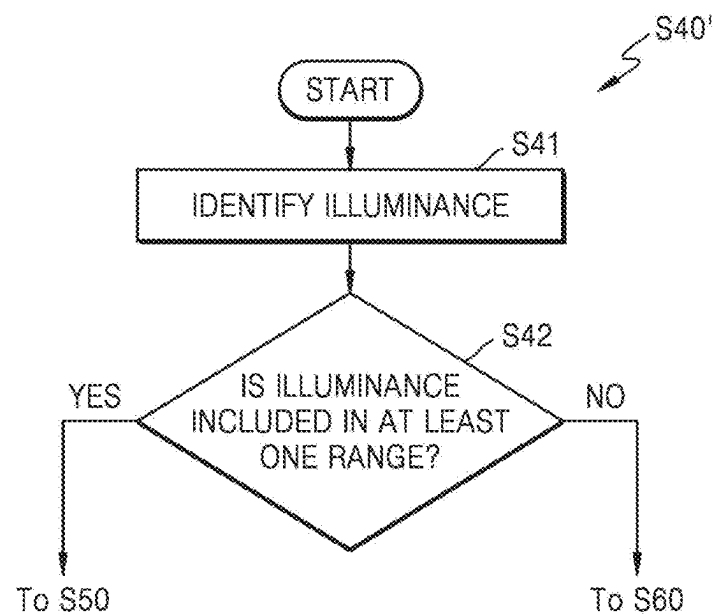 S40'
START
S41
IDENTIFY ILLUMINANCE
S42
YES
IS ILLUMINANCE
INCLUDED IN AT LEAST
ONE RANGE?
NO
To S50
To S60